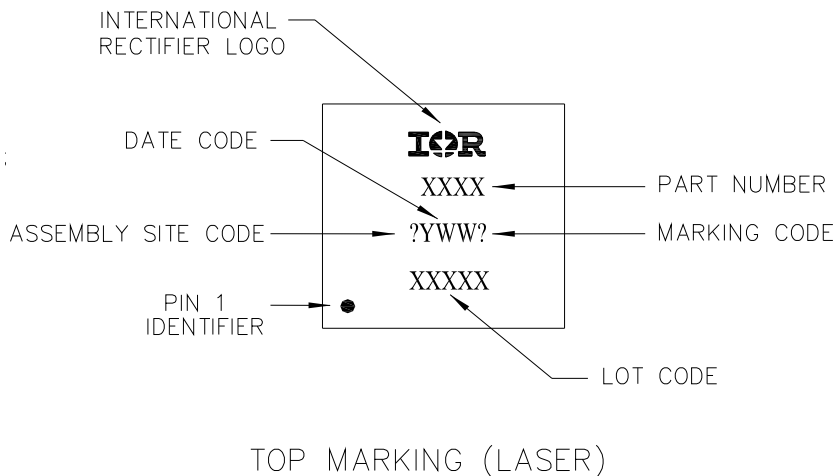 INTERNATIONAL
RECTIFIER LOGO
IOR
DATE CODE
XXXX
PART NUMBER
ASSEMBLY SITE CODE
?YWW?
MARKING CODE
XXXXX
PIN 1
IDENTIFIER
LOT CODE
TOP MARKING (LASER)